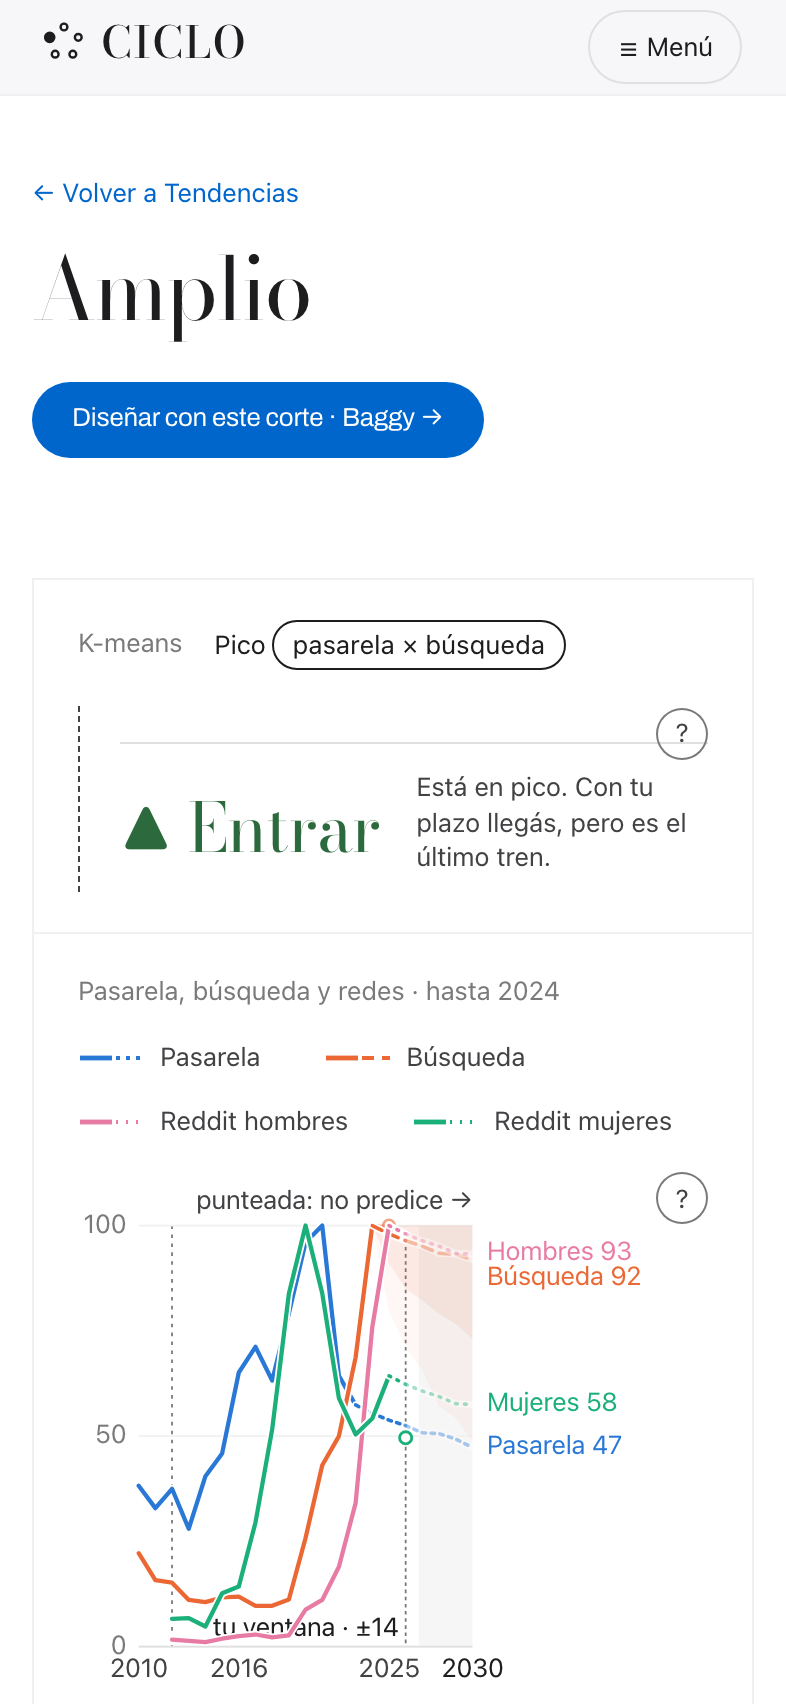 CICLO
≡ Menú
← Volver a Tendencias
Amplio
Diseñar con este corte · Baggy →
K-means Pico pasarela × búsqueda
?
▲ Entrar
Está en pico. Con tu
plazo llegás, pero es el
último tren.
Pasarela, búsqueda y redes · hasta 2024
Pasarela Búsqueda
Reddit hombres Reddit mujeres
punteada: no predice →
?
100
Hombres 93
Búsqueda 92
Mujeres 58
50
Pasarela 47
tu ventana · ±14
0
2010 2016 2025 2030